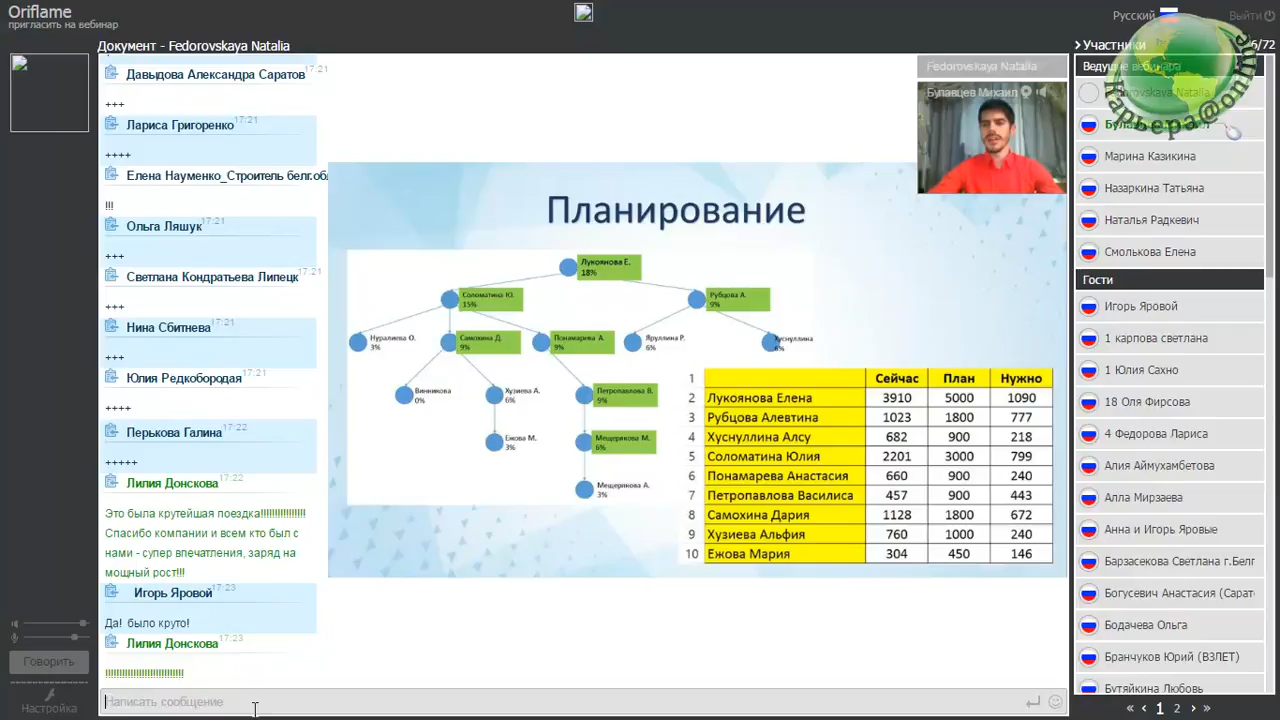 Oriflame
пригласить на вебинар
Русский
Выйти
Документ - Fedorovskaya Natalia
Давыдова Александра Саратов 17:21
+++
Лариса Григоренко 17:21
++++
Елена Науменко_Строитель белг.обл
!!!
Ольга Ляшук 17:21
+++
Светлана Кондратьева Липецк 17:21
+++
Нина Сбитнева 17:21
+++
Юлия Редкобородая 17:21
++++
Перькова Галина 17:22
+++++
Лилия Донскова 17:22
Это была крутейшая поездка!!!!!!!!!!!!!!!!
Спасибо компании и всем кто был с
нами - супер впечатления, заряд на
мощный рост!!!
Игорь Яровой 17:23
Да! было круто!
Лилия Донскова 17:23
!!!!!!!!!!!!!!!!!!!!!!!!!!!!
Написать сообщение
Говорить
Настройка
Fedorovskaya Natalia
Булавцев Михаил
Планирование
Лукоянова Е.
18%
Соломатина Ю.
15%
Рубцова А.
9%
Нуралиева О.
3%
Самохина Д.
9%
Понамарева А.
9%
Яруллина Р.
6%
Хуснуллина
6%
Винникова
0%
Хузиева А.
6%
Петропавлова В.
9%
Ежова М.
3%
Мещерякова М.
6%
Мещерякова А.
3%
1 Сейчас План Нужно
2 Лукоянова Елена 3910 5000 1090
3 Рубцова Алевтина 1023 1800 777
4 Хуснуллина Алсу 682 900 218
5 Соломатина Юлия 2201 3000 799
6 Понамарева Анастасия 660 900 240
7 Петропавлова Василиса 457 900 443
8 Самохина Дария 1128 1800 672
9 Хузиева Альфия 760 1000 240
10 Ежова Мария 304 450 146
Участники
6/72
Ведущие вебинара
Марина Казикина
Назаркина Татьяна
Наталья Радкевич
Смолькова Елена
Гости
Игорь Яровой
1 карпова светлана
1 Юлия Сахно
18 Оля Фирсова
4 Федорова Лариса
Алия Аймухамбетова
Алла Мирзаева
Анна и Игорь Яровые
Барзасекова Светлана г.Белг
Богусевич Анастасия (Сарат
Бодачева Ольга
Бранчуков Юрий (ВЗЛЕТ)
Бутяйкина Любовь
« ‹ 1 2 › »
карьера@online